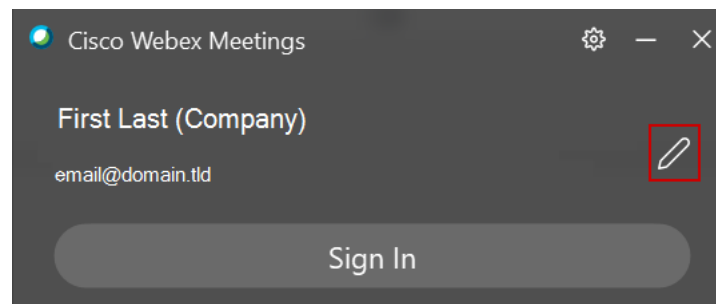 Cisco Webex Meetings
First Last (Company)
email@domain.tld
Sign In